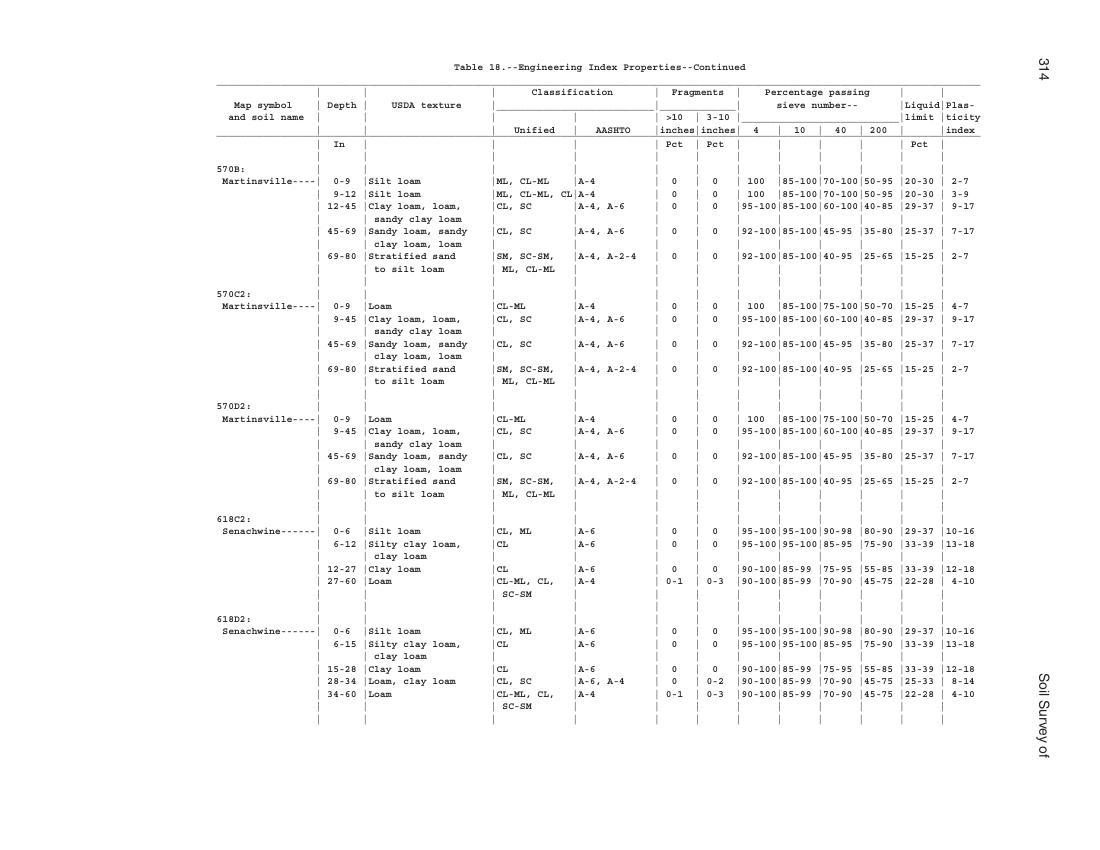 314
Table 18.--Engineering Index Properties--Continued
| | | Classification | Fragments | Percentage passing | |
Map symbol | Depth | USDA texture | | | sieve number-- |Liquid|Plas-
and soil name | | | | | >10 | 3-10 | |limit |ticity
| | | Unified | AASHTO |inches|inches| 4 | 10 | 40 | 200 | |index
| In | | | | Pct | Pct | | | | | Pct |
570B:
Martinsville----| 0-9 |Silt loam |ML, CL-ML |A-4 | 0 | 0 | 100 |85-100|70-100|50-95 |20-30 | 2-7
| 9-12 |Silt loam |ML, CL-ML, CL|A-4 | 0 | 0 | 100 |85-100|70-100|50-95 |20-30 | 3-9
| 12-45 |Clay loam, loam, |CL, SC |A-4, A-6 | 0 | 0 |95-100|85-100|60-100|40-85 |29-37 | 9-17
| | sandy clay loam | | | | | | | | | |
| 45-69 |Sandy loam, sandy |CL, SC |A-4, A-6 | 0 | 0 |92-100|85-100|45-95 |35-80 |25-37 | 7-17
| | clay loam, loam | | | | | | | | | |
| 69-80 |Stratified sand |SM, SC-SM, |A-4, A-2-4 | 0 | 0 |92-100|85-100|40-95 |25-65 |15-25 | 2-7
| | to silt loam | ML, CL-ML | | | | | | | | |
570C2:
Martinsville----| 0-9 |Loam |CL-ML |A-4 | 0 | 0 | 100 |85-100|75-100|50-70 |15-25 | 4-7
| 9-45 |Clay loam, loam, |CL, SC |A-4, A-6 | 0 | 0 |95-100|85-100|60-100|40-85 |29-37 | 9-17
| | sandy clay loam | | | | | | | | | |
| 45-69 |Sandy loam, sandy |CL, SC |A-4, A-6 | 0 | 0 |92-100|85-100|45-95 |35-80 |25-37 | 7-17
| | clay loam, loam | | | | | | | | | |
| 69-80 |Stratified sand |SM, SC-SM, |A-4, A-2-4 | 0 | 0 |92-100|85-100|40-95 |25-65 |15-25 | 2-7
| | to silt loam | ML, CL-ML | | | | | | | | |
570D2:
Martinsville----| 0-9 |Loam |CL-ML |A-4 | 0 | 0 | 100 |85-100|75-100|50-70 |15-25 | 4-7
| 9-45 |Clay loam, loam, |CL, SC |A-4, A-6 | 0 | 0 |95-100|85-100|60-100|40-85 |29-37 | 9-17
| | sandy clay loam | | | | | | | | | |
| 45-69 |Sandy loam, sandy |CL, SC |A-4, A-6 | 0 | 0 |92-100|85-100|45-95 |35-80 |25-37 | 7-17
| | clay loam, loam | | | | | | | | | |
| 69-80 |Stratified sand |SM, SC-SM, |A-4, A-2-4 | 0 | 0 |92-100|85-100|40-95 |25-65 |15-25 | 2-7
| | to silt loam | ML, CL-ML | | | | | | | | |
618C2:
Senachwine------| 0-6 |Silt loam |CL, ML |A-6 | 0 | 0 |95-100|95-100|90-98 |80-90 |29-37 |10-16
| 6-12 |Silty clay loam, |CL |A-6 | 0 | 0 |95-100|95-100|85-95 |75-90 |33-39 |13-18
| | clay loam | | | | | | | | | |
| 12-27 |Clay loam |CL |A-6 | 0 | 0 |90-100|85-99 |75-95 |55-85 |33-39 |12-18
| 27-60 |Loam |CL-ML, CL, |A-4 | 0-1 | 0-3 |90-100|85-99 |70-90 |45-75 |22-28 | 4-10
| | | SC-SM | | | | | | | | |
618D2:
Senachwine------| 0-6 |Silt loam |CL, ML |A-6 | 0 | 0 |95-100|95-100|90-98 |80-90 |29-37 |10-16
| 6-15 |Silty clay loam, |CL |A-6 | 0 | 0 |95-100|95-100|85-95 |75-90 |33-39 |13-18
| | clay loam | | | | | | | | | |
| 15-28 |Clay loam |CL |A-6 | 0 | 0 |90-100|85-99 |75-95 |55-85 |33-39 |12-18
| 28-34 |Loam, clay loam |CL, SC |A-6, A-4 | 0 | 0-2 |90-100|85-99 |70-90 |45-75 |25-33 | 8-14
| 34-60 |Loam |CL-ML, CL, |A-4 | 0-1 | 0-3 |90-100|85-99 |70-90 |45-75 |22-28 | 4-10
| | | SC-SM | | | | | | | | |
Soil Survey of